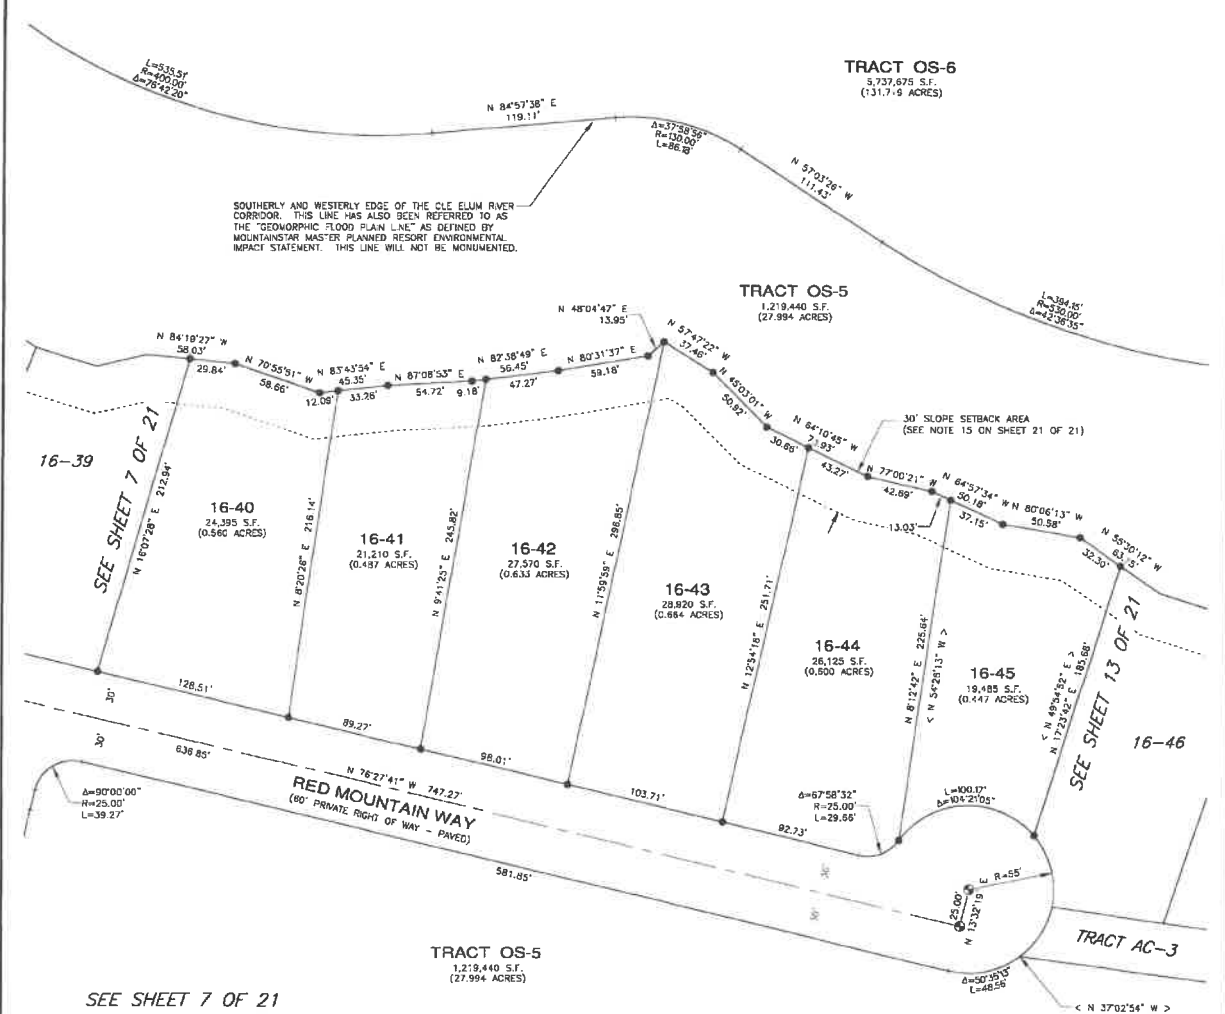 TRACT OS-6
5,737,675 S.F.
(131.719 ACRES)
L=535.51'
R=400.00'
Δ=76°42'20"
N 84°57'38" E
119.11'
Δ=37°58'56"
R=130.00'
L=86.18'
N 57°03'26" W
111.43'
SOUTHERLY AND WESTERLY EDGE OF THE CLE ELUM RIVER
CORRIDOR. THIS LINE HAS ALSO BEEN REFERRED TO AS
THE "GEOMORPHIC FLOOD PLAIN LINE" AS DEFINED BY
MOUNTAINSTAR MASTER PLANNED RESORT ENVIRONMENTAL
IMPACT STATEMENT. THIS LINE WILL NOT BE MONUMENTED.
TRACT OS-5
1,219,440 S.F.
(27.994 ACRES)
L=394.15'
R=530.00'
Δ=42°36'35"
N 48°04'47" E
13.95'
N 84°19'27" W
58.03'
29.84'
N 70°55'51" W
58.66'
N 83°43'54" E
45.35'
12.09'
33.26'
N 87°08'53" E
54.72'
N 82°38'49" E
56.45'
9.18'
47.27'
N 80°31'37" E
59.18'
N 57°47'22" W
37.46'
N 45°03'01" W
50.92'
N 64°10'45" W
73.93'
30.66'
43.27'
30' SLOPE SETBACK AREA
(SEE NOTE 15 ON SHEET 21 OF 21)
N 77°00'21" W
42.69'
N 64°57'34" W
50.18'
13.03'
37.15'
N 80°06'13" W
50.58'
N 55°30'12" W
63.15'
32.30'
16-39
SEE SHEET 7 OF 21
N 16°07'28" E 212.94'
16-40
24,395 S.F.
(0.560 ACRES)
N 8°20'26" E 216.14'
16-41
21,210 S.F.
(0.487 ACRES)
N 9°41'25" E 245.82'
16-42
27,570 S.F.
(0.633 ACRES)
N 11°59'59" E 296.85'
16-43
28,920 S.F.
(0.664 ACRES)
N 12°54'18" E 251.71'
16-44
26,125 S.F.
(0.600 ACRES)
N 8°12'42" E 225.64'
< N 54°26'13" W >
16-45
19,485 S.F.
(0.447 ACRES)
< N 49°54'52" E >
N 17°23'42" E 185.68'
SEE SHEET 13 OF 21
16-46
128.51'
89.27'
98.01'
103.71'
92.73'
30'
30'
636.85'
N 76°27'41" W 747.27'
RED MOUNTAIN WAY
(60' PRIVATE RIGHT OF WAY - PAVED)
581.85'
Δ=90°00'00"
R=25.00'
L=39.27'
Δ=67°58'32"
R=25.00'
L=29.66'
L=100.17'
Δ=104°21'05"
30'
30'
R=55'
25.00'
N 13°32'19" E
TRACT AC-3
Δ=50°35'13"
L=48.56'
< N 37°02'54" W >
TRACT OS-5
1,219,440 S.F.
(27.994 ACRES)
SEE SHEET 7 OF 21